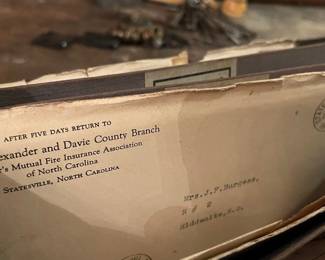 AFTER FIVE DAYS RETURN TO
exander and Davie County Branch
r's Mutual Fire Insurance Association
of North Carolina
STATESVILLE, NORTH CAROLINA
Mrs.J.P.Burgess,
R # 2
Hiddenite,N.C.